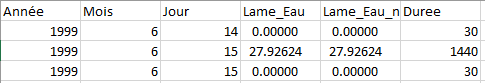 Année Mois Jour Lame_Eau Lame_Eau_n Duree
1999 6 14 0.00000 0.00000 30
1999 6 15 27.92624 27.92624 1440
1999 6 15 0.00000 0.00000 30